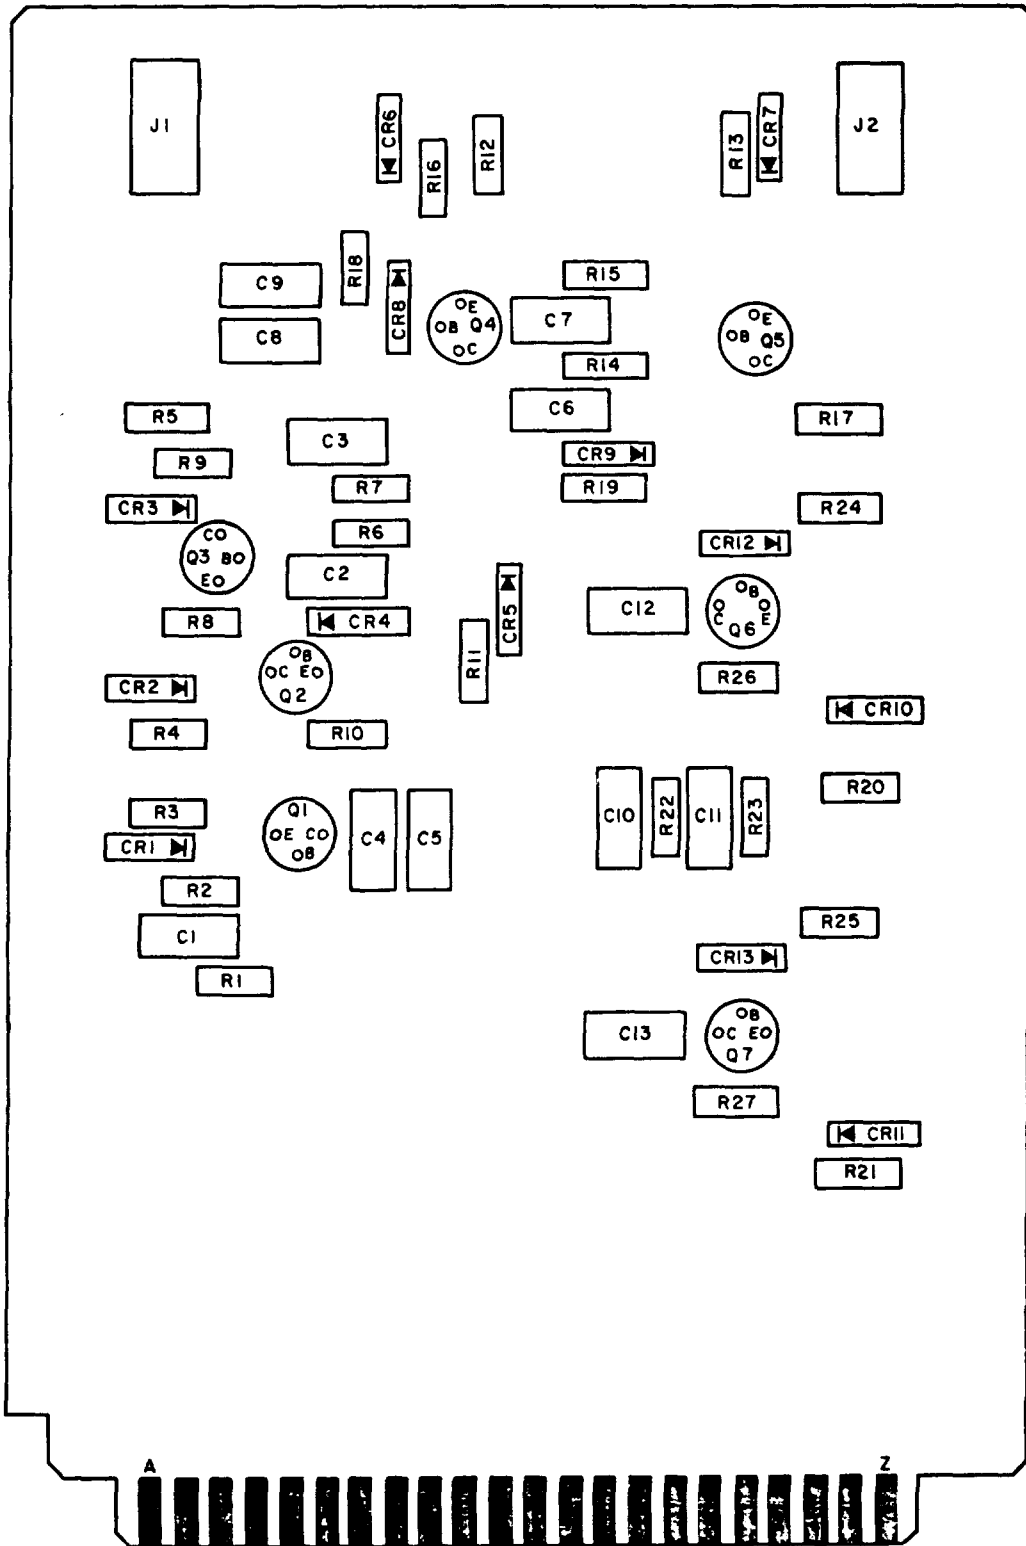 J1
CR6
R16
R12
R13
CR7
J2
C9
R18
CR8
E
B Q4
C
R15
C7
E
B Q5
C
C8
R14
R5
C3
C6
R17
R9
CR9
R7
R19
CR3
R24
C
Q3 B
E
R6
CR12
C2
CR5
C12
B
C E
Q6
R8
CR4
R11
B
C E
Q2
R26
CR2
CR10
R4
R10
R3
Q1
E C
B
C4
C5
C10
R22
C11
R23
R20
CR1
R2
C1
R25
R1
CR13
C13
B
C E
Q7
R27
CR11
R21
A
Z